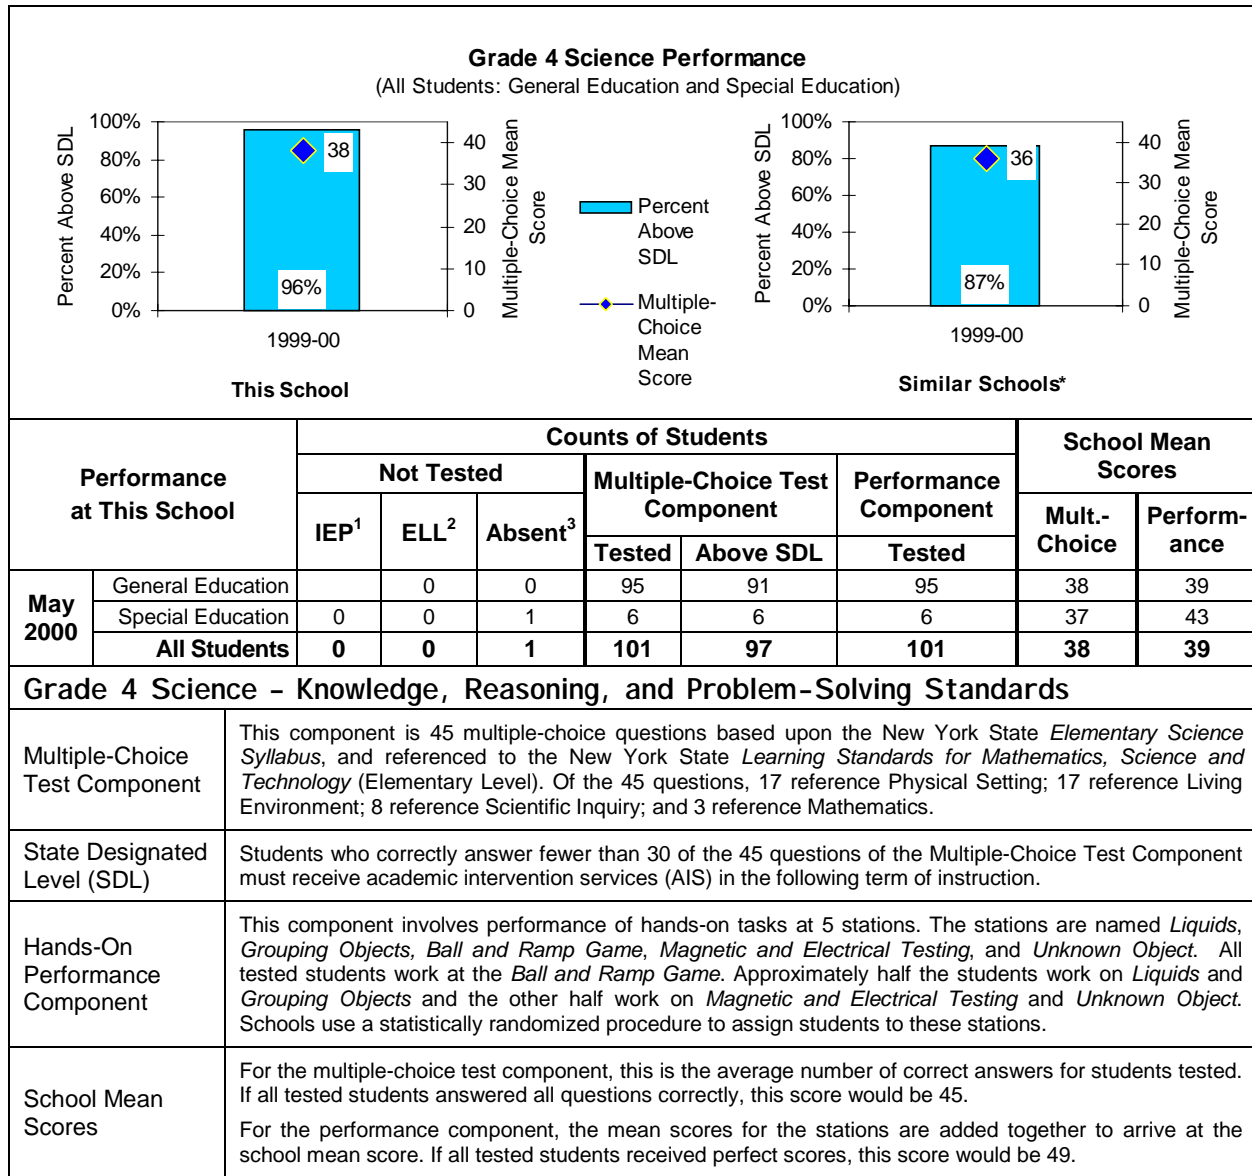 Grade 4 Science Performance
(All Students: General Education and Special Education)
Percent Above SDL
100%
80%
60%
40%
20%
0%
38
96%
1999-00
40
30
20
10
0
Multiple-Choice Mean
Score
This School
Percent
Above
SDL
Multiple-
Choice
Mean
Score
Percent Above SDL
100%
80%
60%
40%
20%
0%
36
87%
1999-00
40
30
20
10
0
Multiple-Choice Mean
Score
Similar Schools*
Performance
at This School
Counts of Students
School Mean
Scores
Not Tested
Multiple-Choice Test
Component
Performance
Component
IEP1 ELL2 Absent3
Mult.-
Choice
Perform-
ance
Tested Above SDL Tested
May
2000
General Education 0 0 95 91 95 38 39
Special Education 0 0 1 6 6 6 37 43
All Students 0 0 1 101 97 101 38 39
Grade 4 Science – Knowledge, Reasoning, and Problem-Solving Standards
Multiple-Choice
Test Component
This component is 45 multiple-choice questions based upon the New York State Elementary Science
Syllabus, and referenced to the New York State Learning Standards for Mathematics, Science and
Technology (Elementary Level). Of the 45 questions, 17 reference Physical Setting; 17 reference Living
Environment; 8 reference Scientific Inquiry; and 3 reference Mathematics.
State Designated
Level (SDL)
Students who correctly answer fewer than 30 of the 45 questions of the Multiple-Choice Test Component
must receive academic intervention services (AIS) in the following term of instruction.
Hands-On
Performance
Component
This component involves performance of hands-on tasks at 5 stations. The stations are named Liquids,
Grouping Objects, Ball and Ramp Game, Magnetic and Electrical Testing, and Unknown Object. All
tested students work at the Ball and Ramp Game. Approximately half the students work on Liquids and
Grouping Objects and the other half work on Magnetic and Electrical Testing and Unknown Object.
Schools use a statistically randomized procedure to assign students to these stations.
School Mean
Scores
For the multiple-choice test component, this is the average number of correct answers for students tested.
If all tested students answered all questions correctly, this score would be 45.
For the performance component, the mean scores for the stations are added together to arrive at the
school mean score. If all tested students received perfect scores, this score would be 49.